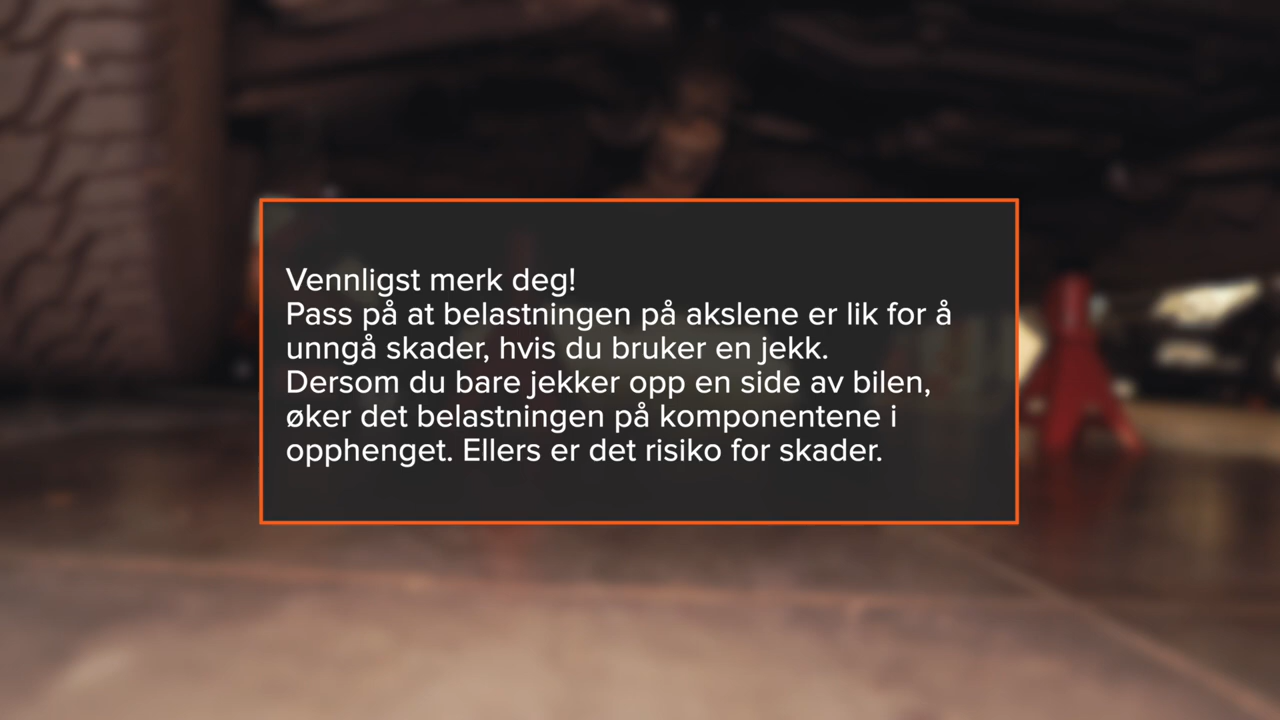 Vennligst merk deg!
Pass på at belastningen på akslene er lik for å
unngå skader, hvis du bruker en jekk.
Dersom du bare jekker opp en side av bilen,
øker det belastningen på komponentene i
opphenget. Ellers er det risiko for skader.